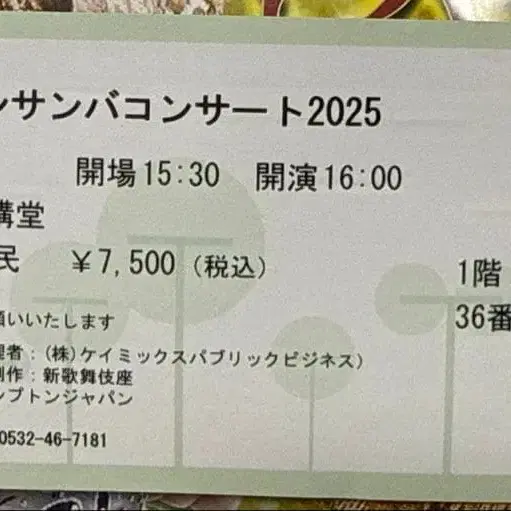 ンサンバコンサート2025
開場15:30 開演16:00
講堂
民 ¥7,500(税込)
1階
36番
願いいたします
理者:(株)ケイミックスパブリックビジネス)
制作:新歌舞伎座
ンプトンジャパン
0532-46-7181